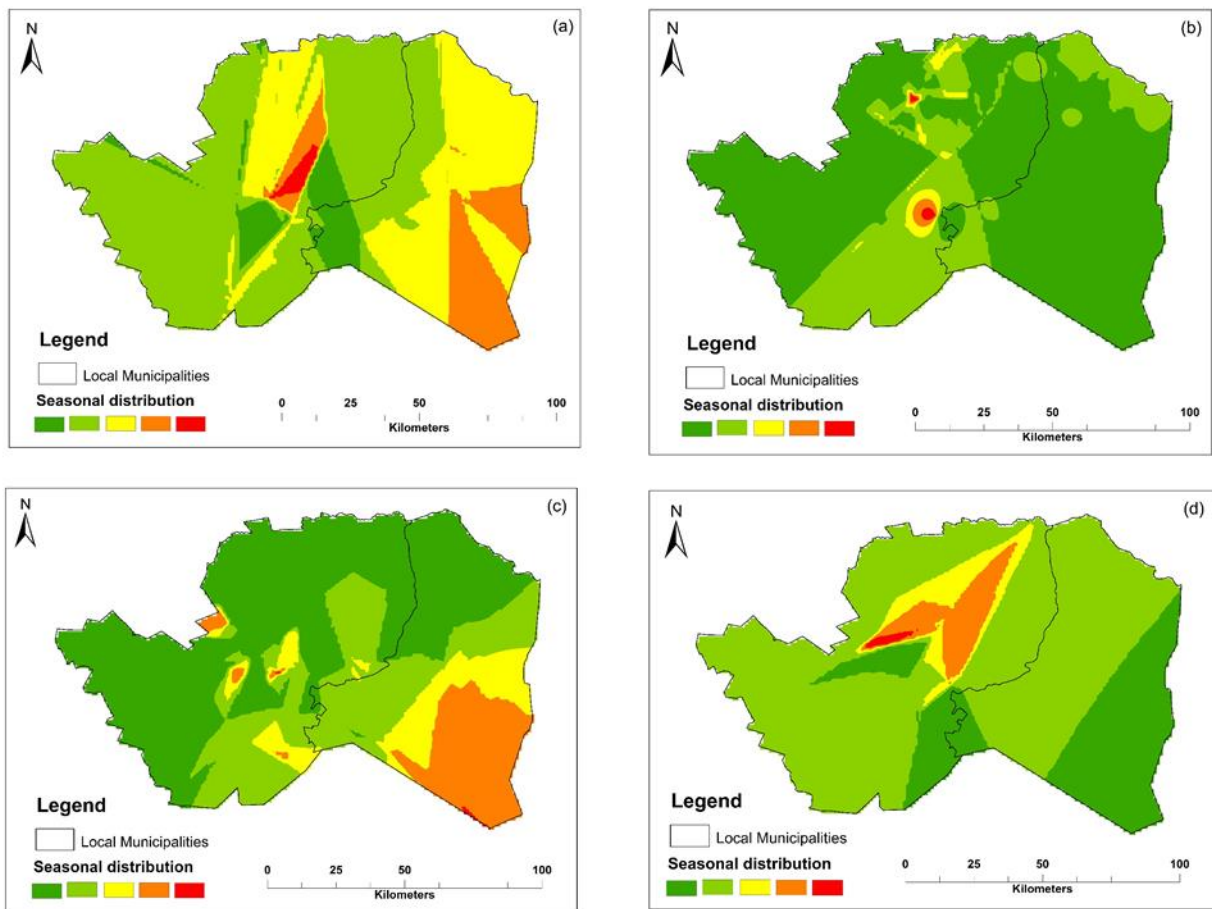 N
(a)
Legend
Local Municipalities
Seasonal distribution
0 25 50 100
Kilometers
N
(b)
Legend
Local Municipalities
Seasonal distribution
0 25 50 100
Kilometers
N
(c)
Legend
Local Municipalities
Seasonal distribution
0 25 50 100
Kilometers
N
(d)
Legend
Local Municipalities
Seasonal distribution
0 25 50 100
Kilometers